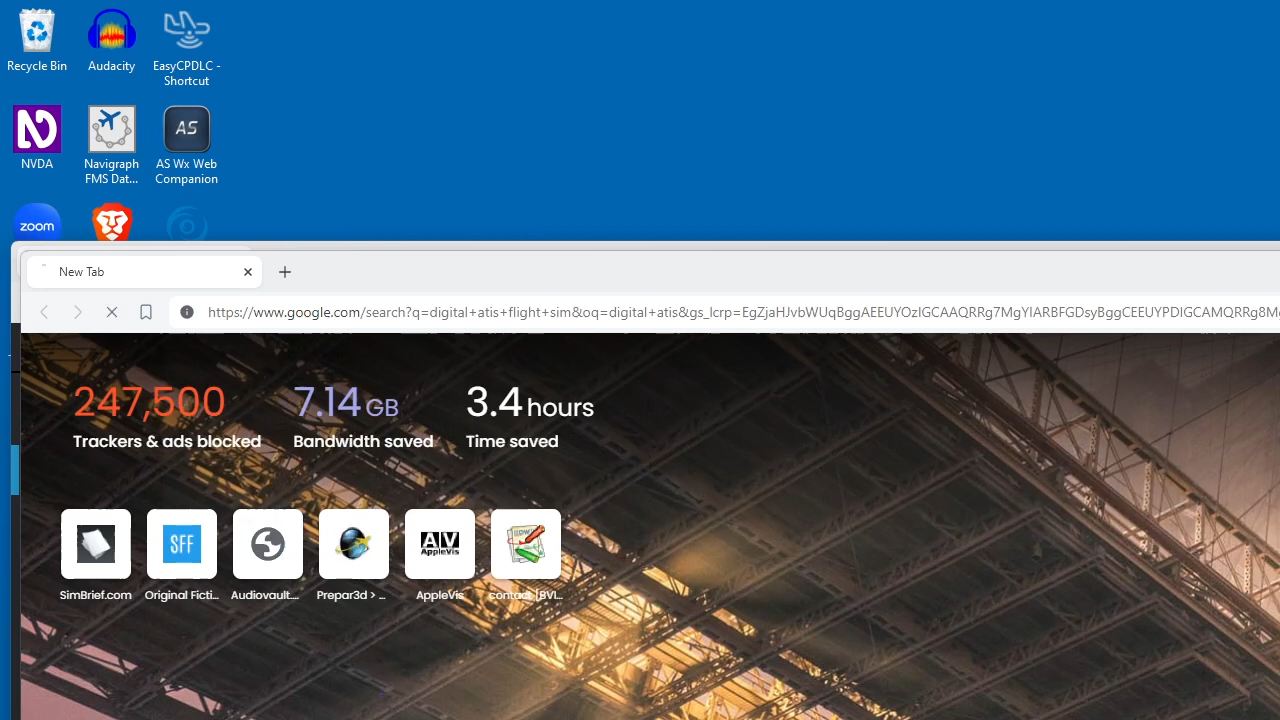 Recycle Bin
Audacity
EasyCPDLC - Shortcut
NVDA
Navigraph FMS Dat...
AS
AS Wx Web Companion
zoom
New Tab
https://www.google.com/search?q=digital+atis+flight+sim&oq=digital+atis&gs_lcrp=EgZjaHJvbWUqBggAEEUYOzIGCAAQRRg7MgYIARBFGDsyBggCEEUYPDIGCAMQRRg8Mg
247,500
Trackers & ads blocked
7.14 GB
Bandwidth saved
3.4 hours
Time saved
SFF
AV
AppleVis
SimBrief.com
Original Ficti...
Audiovault....
Prepar3d > ...
AppleVis
contact [BVI...